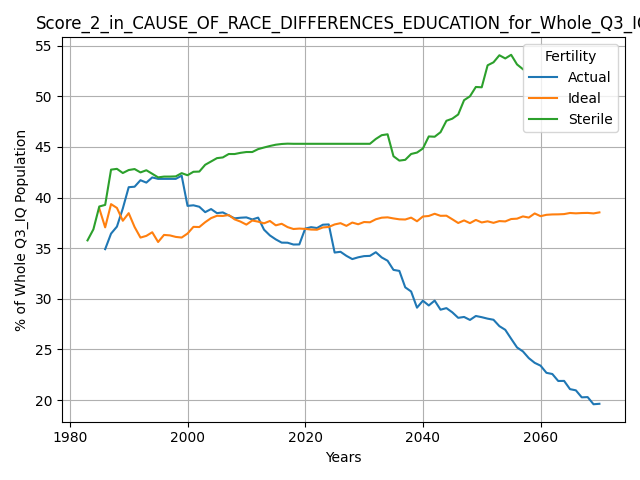 Score_2_in_CAUSE_OF_RACE_DIFFERENCES_EDUCATION_for_Whole_Q3_IQ
Fertility
Actual
Ideal
Sterile
% of Whole Q3_IQ Population
55
50
45
40
35
30
25
20
1980
2000
2020
2040
2060
Years